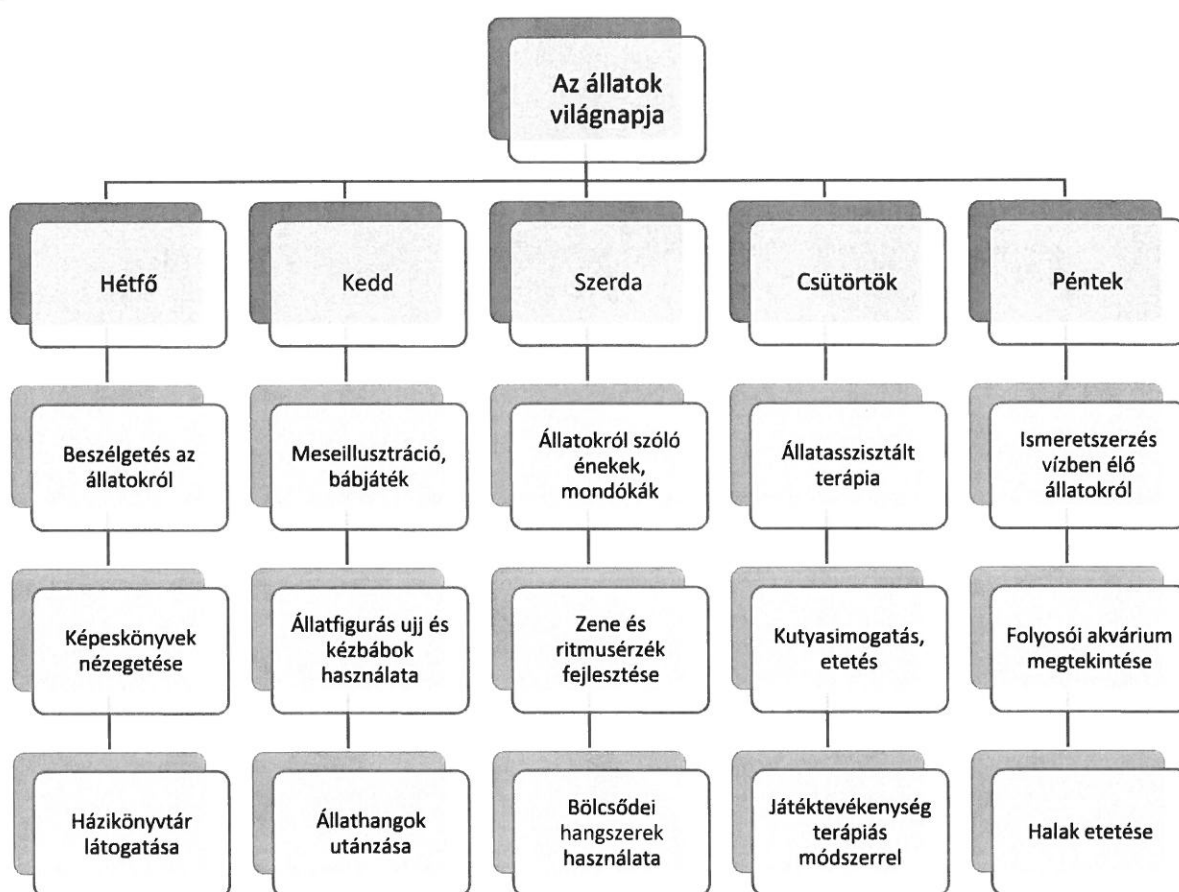 Az állatok
világnapja
Hétfő
Kedd
Szerda
Csütörtök
Péntek
Beszélgetés az
állatokról
Meseillusztráció,
bábjáték
Állatokról szóló
énekek,
mondókák
Állatasszisztált
terápia
Ismeretszerzés
vízben élő
állatokról
Képeskönyvek
nézegetése
Állatfigurás ujj és
kézbábok
használata
Zene és
ritmusérzék
fejlesztése
Kutyasimogatás,
etetés
Folyosói akvárium
megtekintése
Házikönyvtár
látogatása
Állathangok
utánzása
Bölcsődei
hangszerek
használata
Játéktevékenység
terápiás
módszerrel
Halak etetése